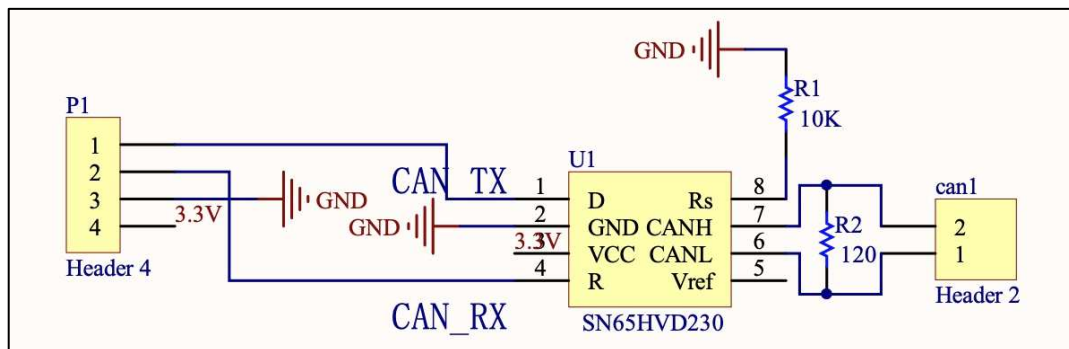 GND
R1
10K
P1
1
2
3
4
3.3V
Header 4
GND
CAN_TX
GND
CAN_RX
U1
1
2
3
4
3.3V
D
GND
VCC
R
Rs
CANH
CANL
Vref
8
7
6
5
SN65HVD230
R2
120
can1
2
1
Header 2